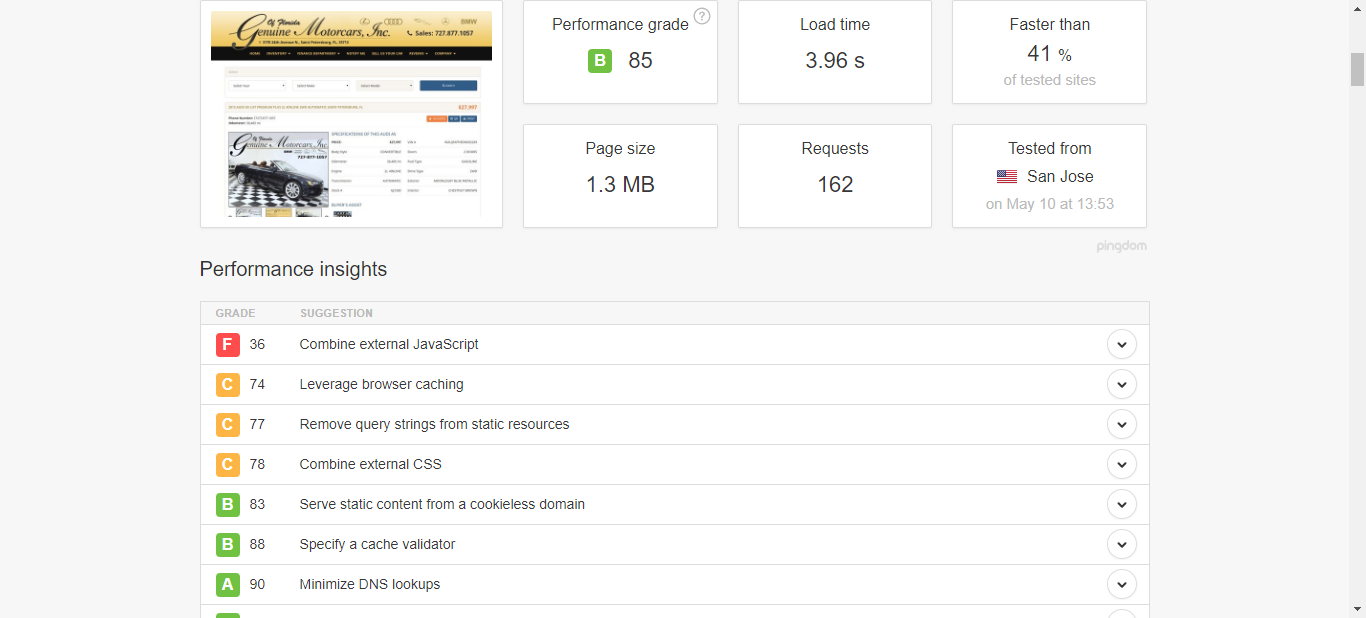 Of Florida
Genuine Motorcars, Inc.
BMW
Sales: 727.877.1057
Performance grade ?
B 85
Load time
3.96 s
Faster than
41 %
of tested sites
Page size
1.3 MB
Requests
162
Tested from
San Jose
on May 10 at 13:53
pingdom
Performance insights
GRADE SUGGESTION
F 36 Combine external JavaScript
C 74 Leverage browser caching
C 77 Remove query strings from static resources
C 78 Combine external CSS
B 83 Serve static content from a cookieless domain
B 88 Specify a cache validator
A 90 Minimize DNS lookups